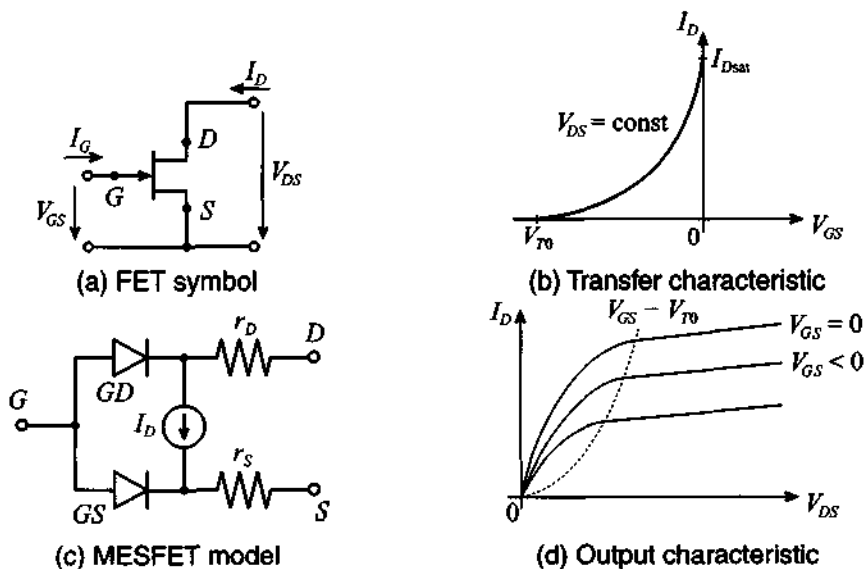 I_D
I_G
D
G
S
V_GS
V_DS
(a) FET symbol
I_D
I_Dsat
V_DS = const
V_T0
0
V_GS
(b) Transfer characteristic
r_D
D
GD
G
I_D
r_S
GS
S
(c) MESFET model
I_D
V_GS – V_T0
V_GS = 0
V_GS < 0
0
V_DS
(d) Output characteristic